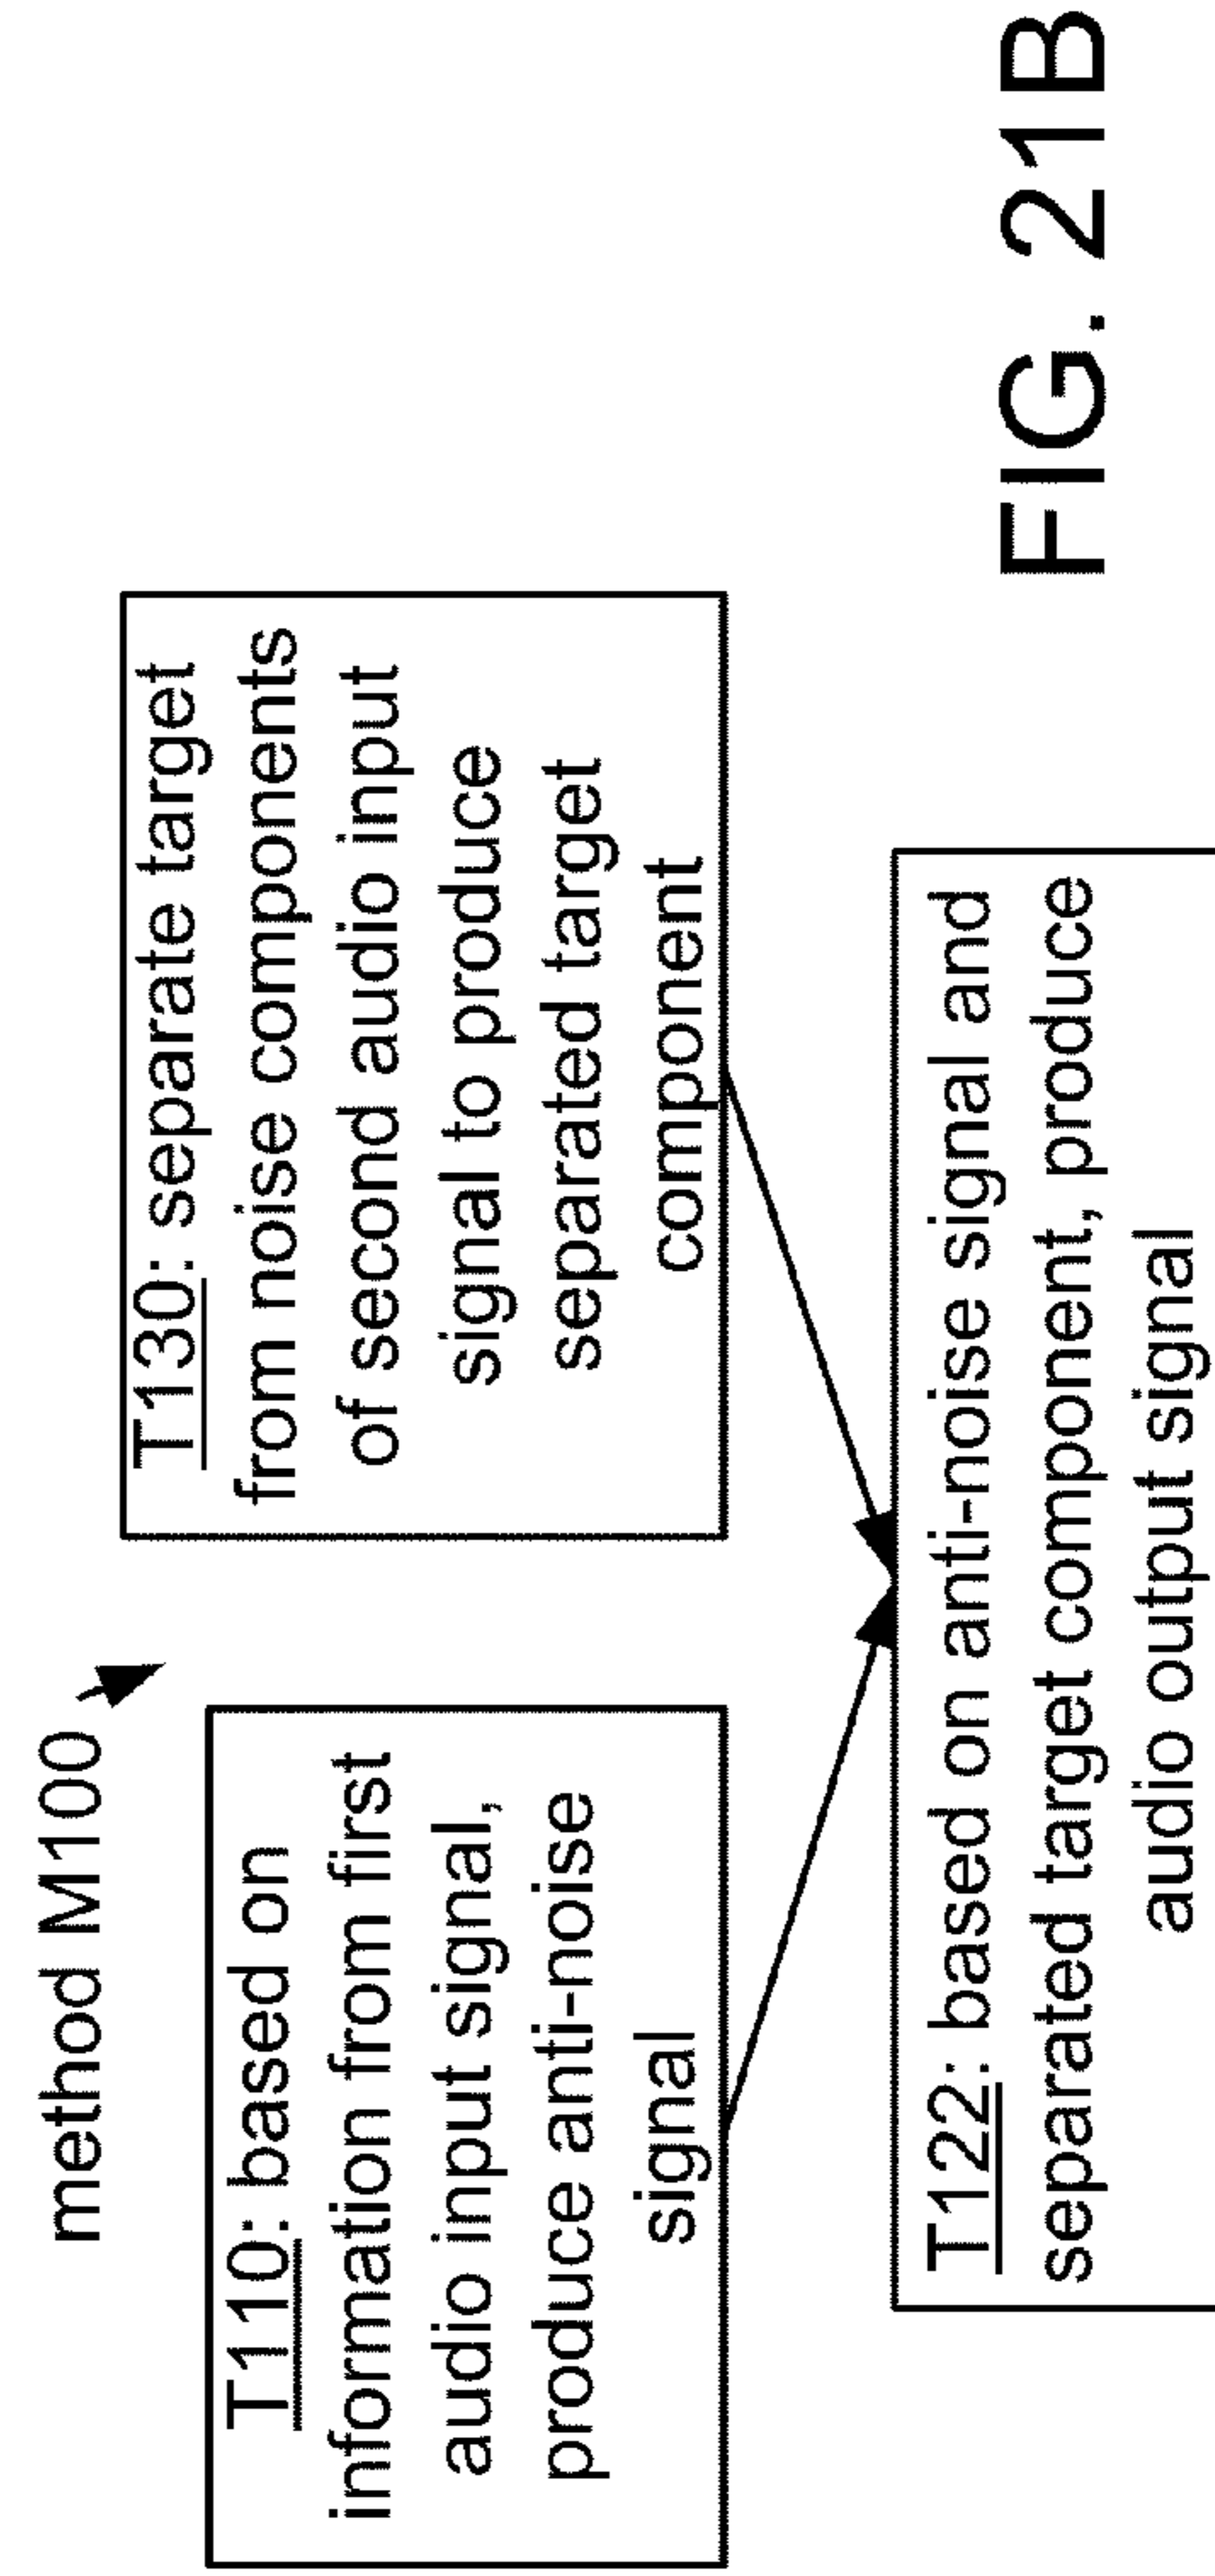 method M100
T110: based on
information from first
audio input signal,
produce anti-noise
signal
T130: separate target
from noise components
of second audio input
signal to produce
separated target
component
T122: based on anti-noise signal and
separated target component, produce
audio output signal
FIG. 21B